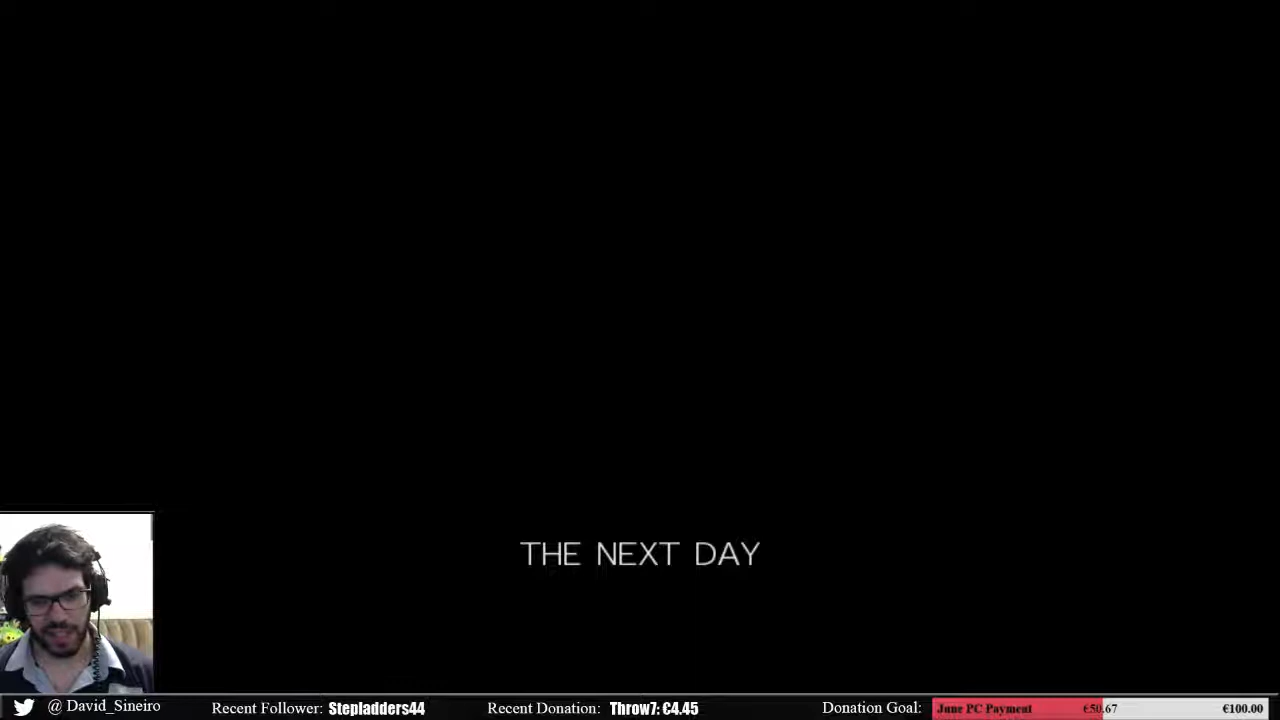 THE NEXT DAY
@ David_Sineiro
Recent Follower: Stepladders44
Recent Donation: Throw7: €4.45
Donation Goal:
June PC Payment €50.67 €100.00